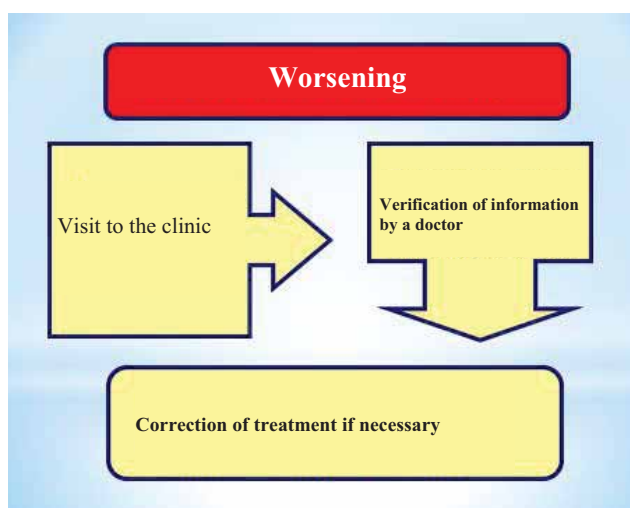 Worsening
Visit to the clinic
Verification of information
by a doctor
Correction of treatment if necessary